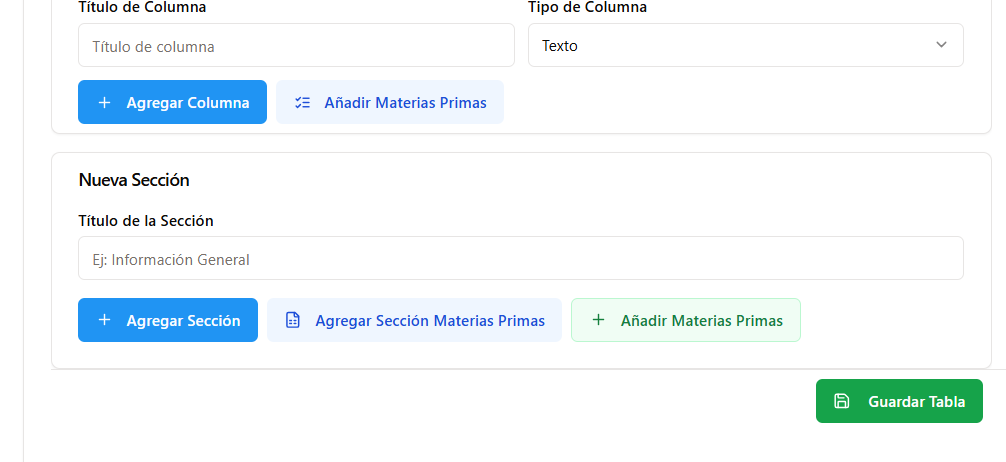 Título de Columna Tipo de Columna
Título de columna Texto
Agregar Columna Añadir Materias Primas
Nueva Sección
Título de la Sección
Ej: Información General
Agregar Sección Agregar Sección Materias Primas Añadir Materias Primas
Guardar Tabla